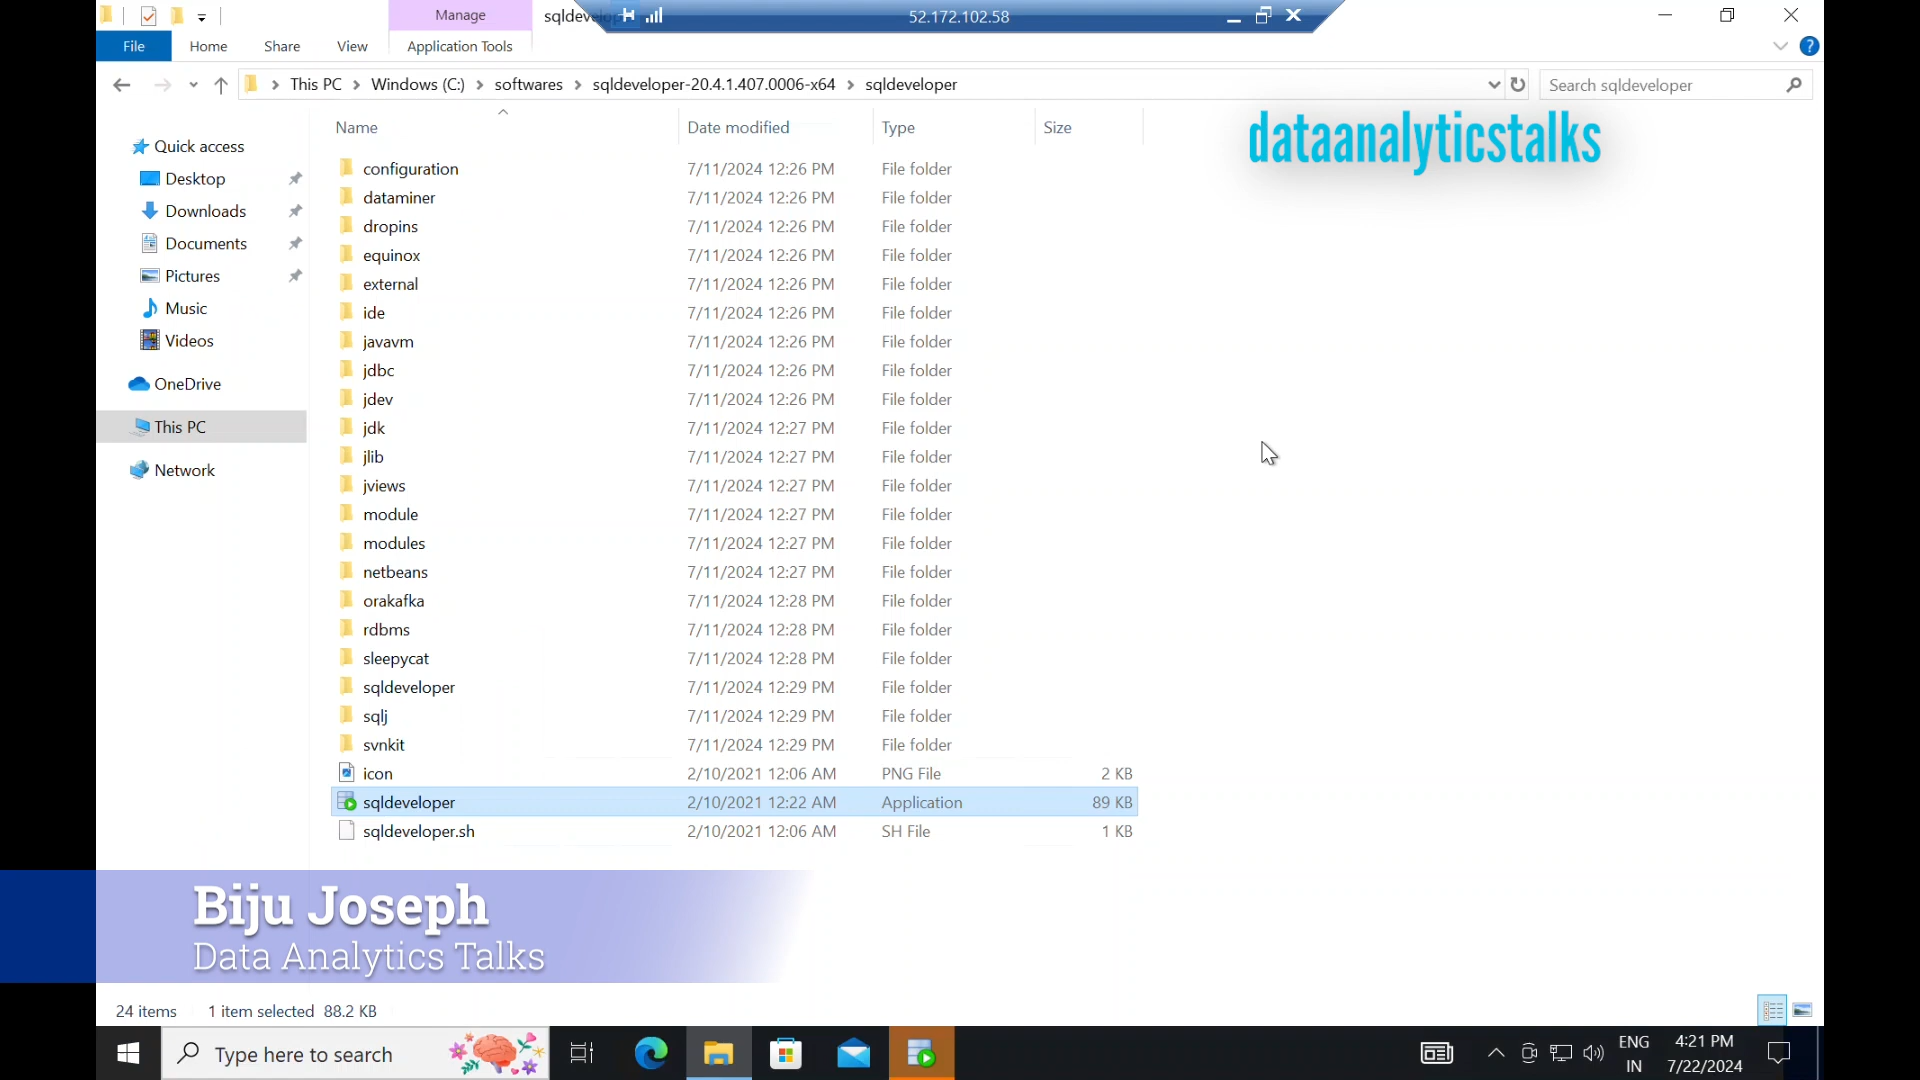 Manage
sqldevelop
52.172.102.58
File
Home
Share
View
Application Tools
This PC > Windows (C:) > softwares > sqldeveloper-20.4.1.407.0006-x64 > sqldeveloper
Search sqldeveloper
dataanalyticstalks
Name Date modified Type Size
Quick access
Desktop
Downloads
Documents
Pictures
Music
Videos
OneDrive
This PC
Network
configuration 7/11/2024 12:26 PM File folder
dataminer 7/11/2024 12:26 PM File folder
dropins 7/11/2024 12:26 PM File folder
equinox 7/11/2024 12:26 PM File folder
external 7/11/2024 12:26 PM File folder
ide 7/11/2024 12:26 PM File folder
javavm 7/11/2024 12:26 PM File folder
jdbc 7/11/2024 12:26 PM File folder
jdev 7/11/2024 12:26 PM File folder
jdk 7/11/2024 12:27 PM File folder
jlib 7/11/2024 12:27 PM File folder
jviews 7/11/2024 12:27 PM File folder
module 7/11/2024 12:27 PM File folder
modules 7/11/2024 12:27 PM File folder
netbeans 7/11/2024 12:27 PM File folder
orakafka 7/11/2024 12:28 PM File folder
rdbms 7/11/2024 12:28 PM File folder
sleepycat 7/11/2024 12:28 PM File folder
sqldeveloper 7/11/2024 12:29 PM File folder
sqlj 7/11/2024 12:29 PM File folder
svnkit 7/11/2024 12:29 PM File folder
icon 2/10/2021 12:06 AM PNG File 2 KB
sqldeveloper 2/10/2021 12:22 AM Application 89 KB
sqldeveloper.sh 2/10/2021 12:06 AM SH File 1 KB
Biju Joseph
Data Analytics Talks
24 items 1 item selected 88.2 KB
Type here to search
ENG
IN
4:21 PM
7/22/2024